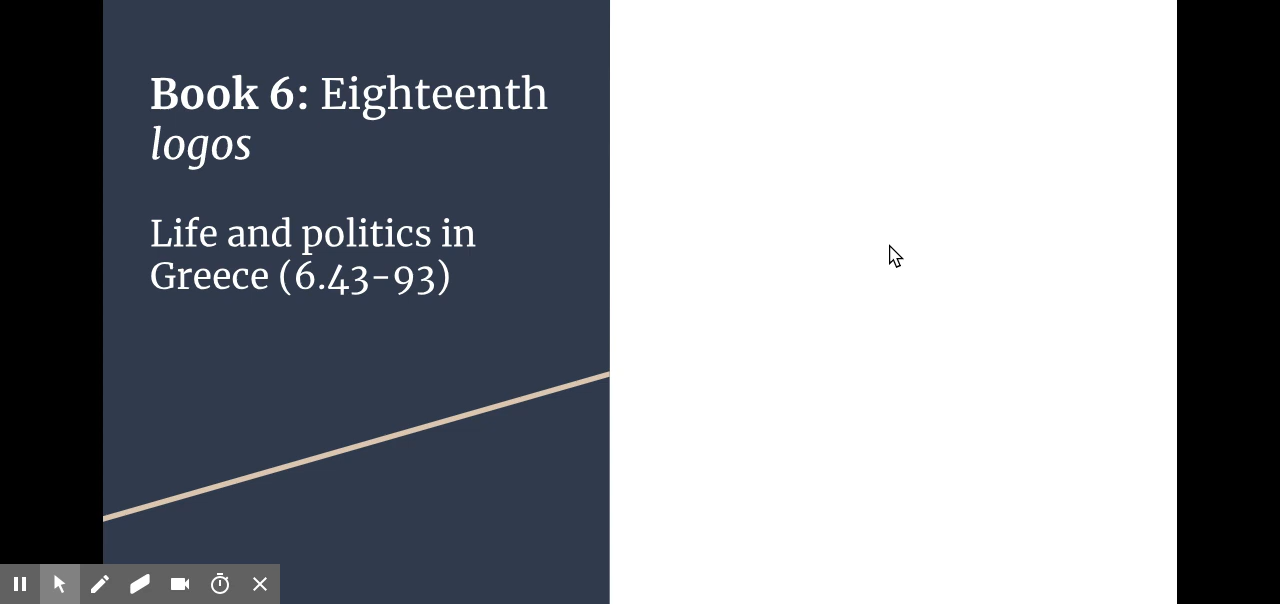 Book 6: Eighteenth
logos
Life and politics in
Greece (6.43-93)